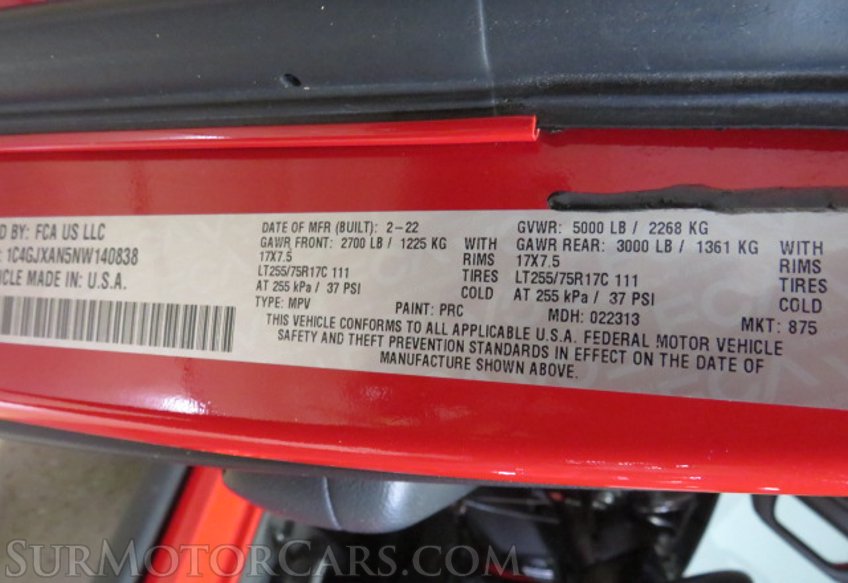 D BY: FCA US LLC
1C4GJXAN5NW140838
ICLE MADE IN: U.S.A.
DATE OF MFR (BUILT): 2-22
GAWR FRONT: 2700 LB / 1225 KG WITH
17X7.5 RIMS
LT255/75R17C 111 TIRES
AT 255 kPa / 37 PSI COLD
TYPE: MPV PAINT: PRC
GVWR: 5000 LB / 2268 KG
GAWR REAR: 3000 LB / 1361 KG WITH
17X7.5 RIMS
LT255/75R17C 111 TIRES
AT 255 kPa / 37 PSI COLD
MDH: 022313 MKT: 875
THIS VEHICLE CONFORMS TO ALL APPLICABLE U.S.A. FEDERAL MOTOR VEHICLE
SAFETY AND THEFT PREVENTION STANDARDS IN EFFECT ON THE DATE OF
MANUFACTURE SHOWN ABOVE.
SURMOTORCARS.COM